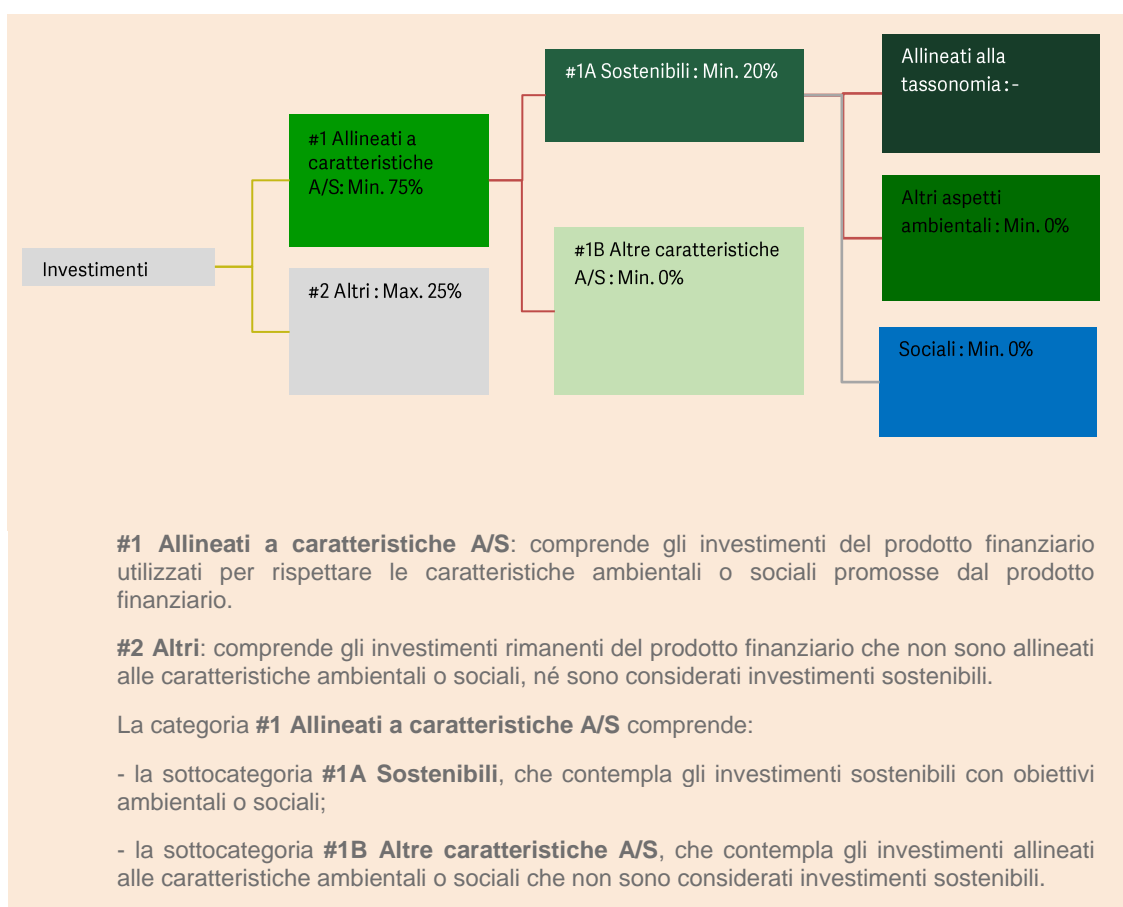 Investimenti
#1 Allineati a
caratteristiche
A/S: Min. 75%
#2 Altri : Max. 25%
#1A Sostenibili : Min. 20%
#1B Altre caratteristiche
A/S : Min. 0%
Allineati alla
tassonomia : -
Altri aspetti
ambientali : Min. 0%
Sociali : Min. 0%
#1 Allineati a caratteristiche A/S: comprende gli investimenti del prodotto finanziario
utilizzati per rispettare le caratteristiche ambientali o sociali promosse dal prodotto
finanziario.
#2 Altri: comprende gli investimenti rimanenti del prodotto finanziario che non sono allineati
alle caratteristiche ambientali o sociali, né sono considerati investimenti sostenibili.
La categoria #1 Allineati a caratteristiche A/S comprende:
- la sottocategoria #1A Sostenibili, che contempla gli investimenti sostenibili con obiettivi
ambientali o sociali;
- la sottocategoria #1B Altre caratteristiche A/S, che contempla gli investimenti allineati
alle caratteristiche ambientali o sociali che non sono considerati investimenti sostenibili.